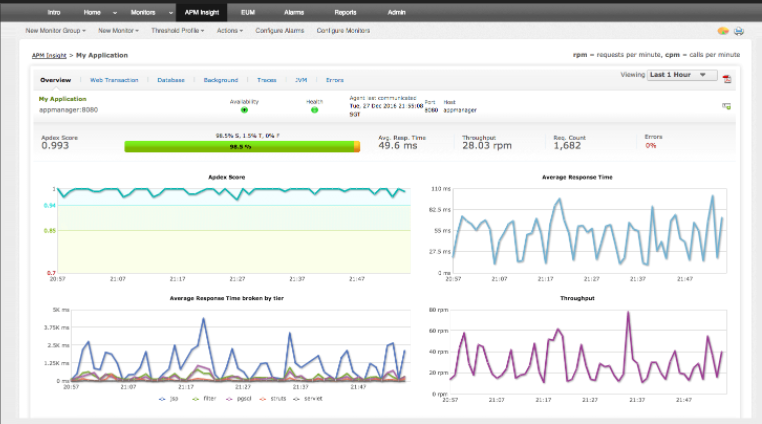 Intro Home Monitors APM Insight EUM Alarms Reports Admin
New Monitor Group New Monitor Threshold Profile Actions Configure Alarms Configure Monitors
APM Insight > My Application
rpm = requests per minute, cpm = calls per minute
Overview Web Transaction Database Background Traces JVM Errors
Viewing Last 1 Hour
My Application
appmanager:8080
Availability
Health
Agent last communicated
Tue, 27 Dec 2016 21:55:08
SGT
Port
8080
Host
appmanager
Apdex Score
0.993
98.5% S, 1.5% T, 0% F
98.5 %
Avg. Resp. Time
49.6 ms
Throughput
28.03 rpm
Req. Count
1,682
Errors
0%
Apdex Score
1
0.94
0.85
0.7
20:57 21:07 21:17 21:27 21:37 21:47
Average Response Time
110 ms
82.5 ms
55 ms
27.5 ms
0 ms
20:57 21:07 21:17 21:27 21:37 21:47
Average Response Time broken by tier
5K ms
3.75K ms
2.5K ms
1.25K ms
0 ms
20:57 21:07 21:17 21:27 21:37 21:47
jsp filter pgsql struts servlet
Throughput
80 rpm
60 rpm
40 rpm
20 rpm
0 rpm
20:57 21:07 21:17 21:27 21:37 21:47